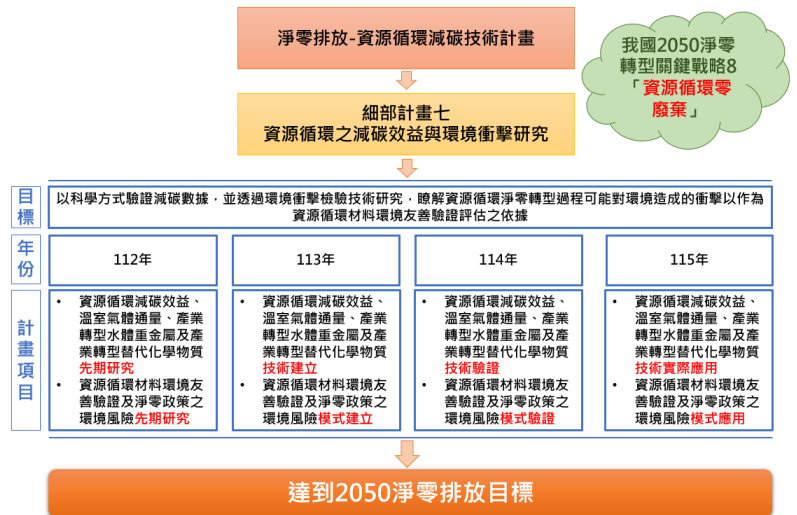 淨零排放-資源循環減碳技術計畫
我國2050淨零
轉型關鍵戰略8
「資源循環零
廢棄」
細部計畫七
資源循環之減碳效益與環境衝擊研究
目標
以科學方式驗證減碳數據，並透過環境衝擊檢驗技術研究，瞭解資源循環淨零轉型過程可能對環境造成的衝擊以作為
資源循環材料環境友善驗證評估之依據
年份
112年
113年
114年
115年
計畫項目
• 資源循環減碳效益、
溫室氣體通量、產業
轉型水體重金屬及產
業轉型替代化學物質
先期研究
• 資源循環材料環境友
善驗證及淨零政策之
環境風險先期研究
• 資源循環減碳效益、
溫室氣體通量、產業
轉型水體重金屬及產
業轉型替代化學物質
技術建立
• 資源循環材料環境友
善驗證及淨零政策之
環境風險模式建立
• 資源循環減碳效益、
溫室氣體通量、產業
轉型水體重金屬及產
業轉型替代化學物質
技術驗證
• 資源循環材料環境友
善驗證及淨零政策之
環境風險模式驗證
• 資源循環減碳效益、
溫室氣體通量、產業
轉型水體重金屬及產
業轉型替代化學物質
技術實際應用
• 資源循環材料環境友
善驗證及淨零政策之
環境風險模式應用
達到2050淨零排放目標